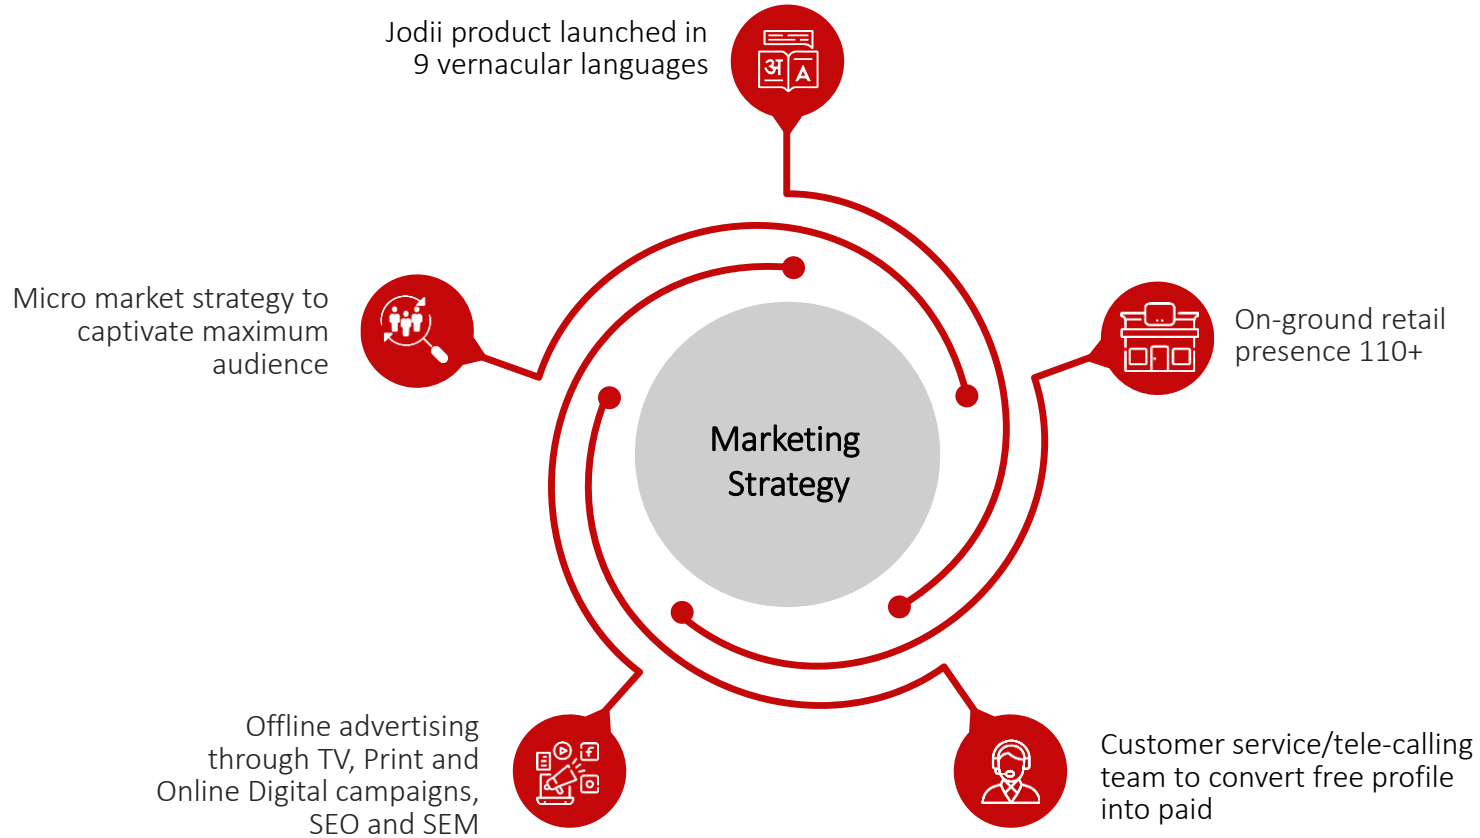 Jodii product launched in
9 vernacular languages
अ A
Micro market strategy to
captivate maximum
audience
On-ground retail
presence 110+
Marketing
Strategy
Offline advertising
through TV, Print and
Online Digital campaigns,
SEO and SEM
Customer service/tele-calling
team to convert free profile
into paid